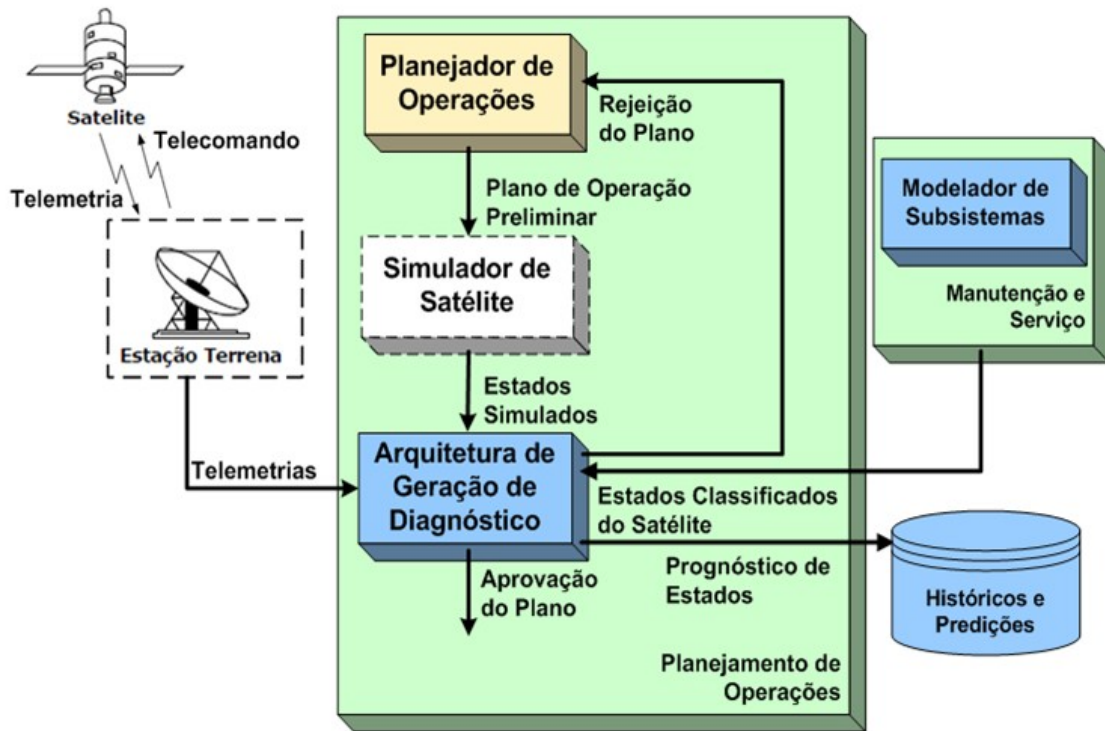 Satelite
Telecomando
Telemetria
Estação Terrena
Telemetrias
Planejador de
Operações
Rejeição
do Plano
Plano de Operação
Preliminar
Simulador de
Satélite
Estados
Simulados
Arquitetura de
Geração de
Diagnóstico
Estados Classificados
do Satélite
Aprovação
do Plano
Prognóstico de
Estados
Planejamento de
Operações
Modelador de
Subsistemas
Manutenção e
Serviço
Históricos e
Predições